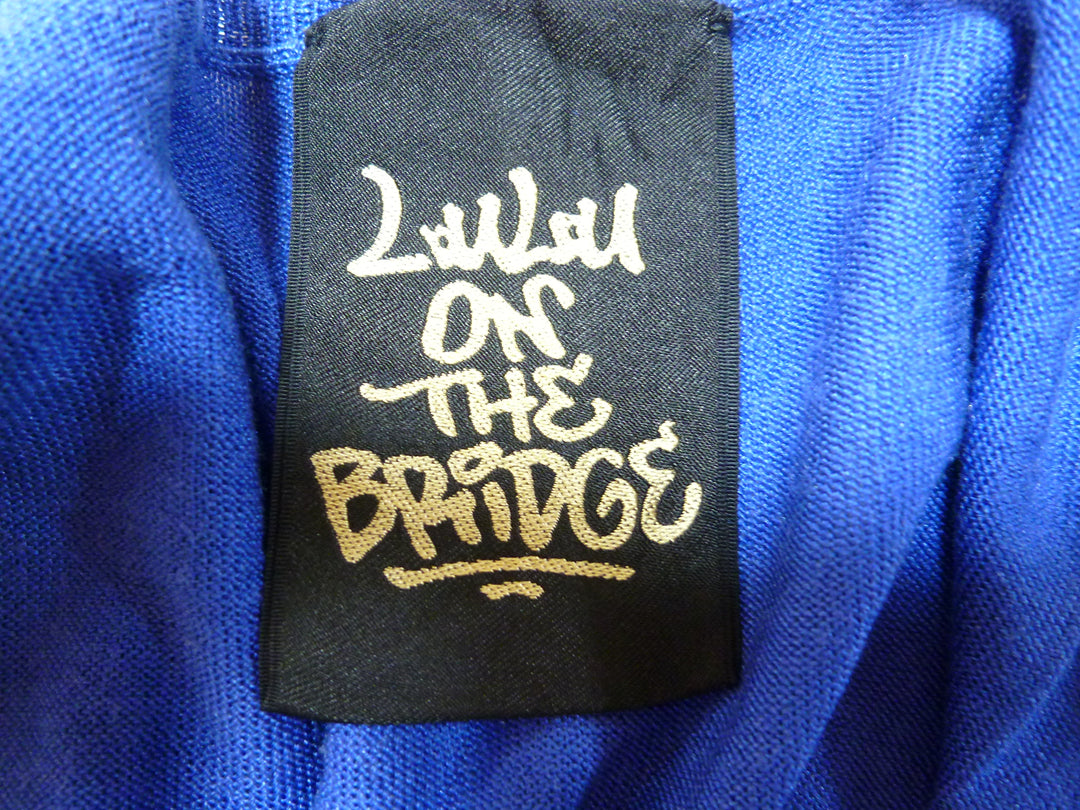 LuLu
ON
THE
BRiDGE